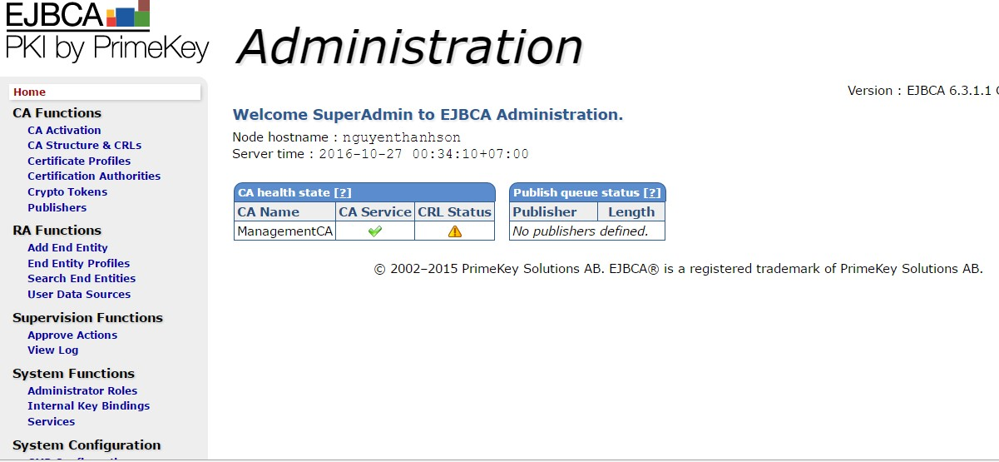 EJBCA
PKI by PrimeKey
Administration
Version : EJBCA 6.3.1.1
Home
CA Functions
CA Activation
CA Structure & CRLs
Certificate Profiles
Certification Authorities
Crypto Tokens
Publishers
RA Functions
Add End Entity
End Entity Profiles
Search End Entities
User Data Sources
Supervision Functions
Approve Actions
View Log
System Functions
Administrator Roles
Internal Key Bindings
Services
System Configuration
Welcome SuperAdmin to EJBCA Administration.
Node hostname : nguyenthanhson
Server time : 2016-10-27 00:34:10+07:00
CA health state [?]
CA Name CA Service CRL Status
ManagementCA
Publish queue status [?]
Publisher Length
No publishers defined.
© 2002–2015 PrimeKey Solutions AB. EJBCA® is a registered trademark of PrimeKey Solutions AB.